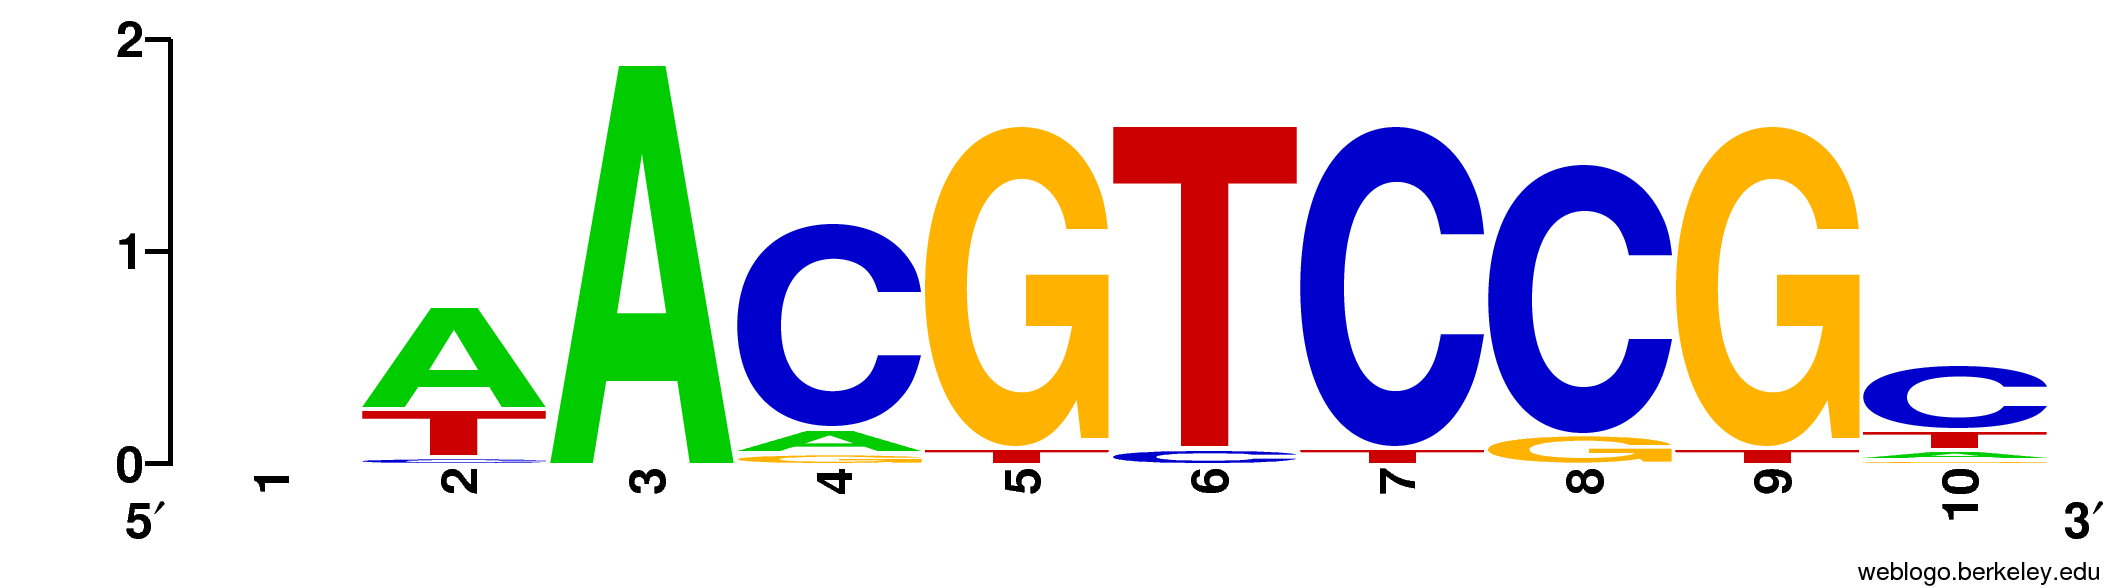 2
1
0
A T C
A
C A G
G T
T C
C T
C G
G T
C T A G
1 2 3 4 5 6 7 8 9 10
5′ 3′
weblogo.berkeley.edu